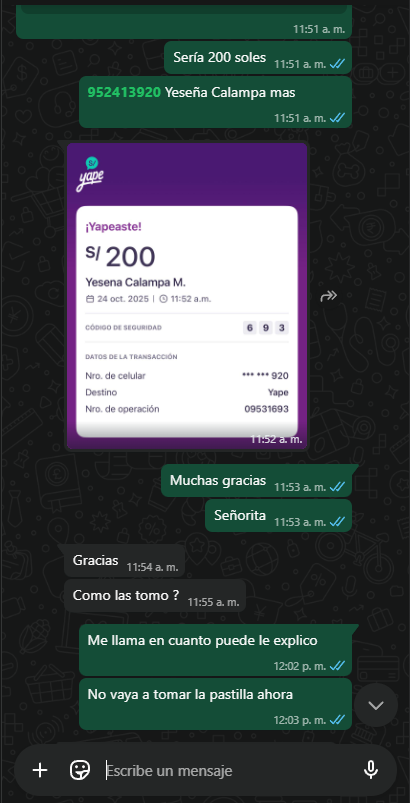 11:51 a. m.
Sería 200 soles 11:51 a. m.
952413920 Yeseña Calampa mas
11:51 a. m.
S/
yape
¡Yapeaste!
S/ 200
Yesena Calampa M.
24 oct. 2025 | 11:52 a.m.
CÓDIGO DE SEGURIDAD 6 9 3
DATOS DE LA TRANSACCIÓN
Nro. de celular *** *** 920
Destino Yape
Nro. de operación 09531693
11:52 a. m.
Muchas gracias 11:53 a. m.
Señorita 11:53 a. m.
Gracias 11:54 a. m.
Como las tomo ? 11:55 a. m.
Me llama en cuanto puede le explico
12:02 p. m.
No vaya a tomar la pastilla ahora
12:03 p. m.
Escribe un mensaje